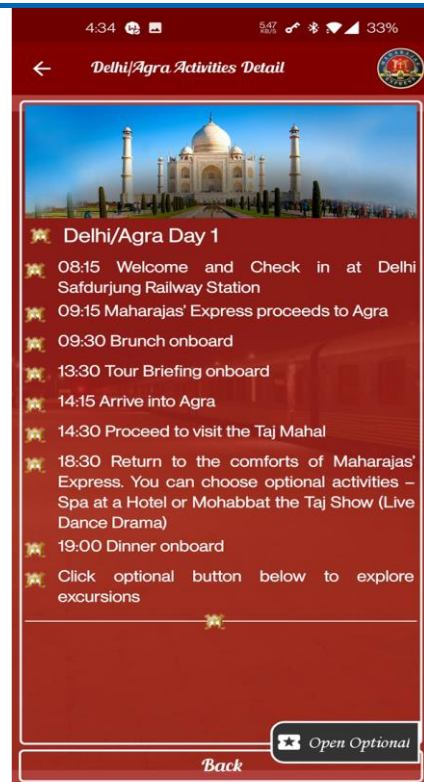 4:34
5.47 KB/S 33%
Delhi/Agra Activities Detail
Delhi/Agra Day 1
08:15 Welcome and Check in at Delhi
Safdurjung Railway Station
09:15 Maharajas' Express proceeds to Agra
09:30 Brunch onboard
13:30 Tour Briefing onboard
14:15 Arrive into Agra
14:30 Proceed to visit the Taj Mahal
18:30 Return to the comforts of Maharajas'
Express. You can choose optional activities –
Spa at a Hotel or Mohabbat the Taj Show (Live
Dance Drama)
19:00 Dinner onboard
Click optional button below to explore
excursions
Open Optional
Back